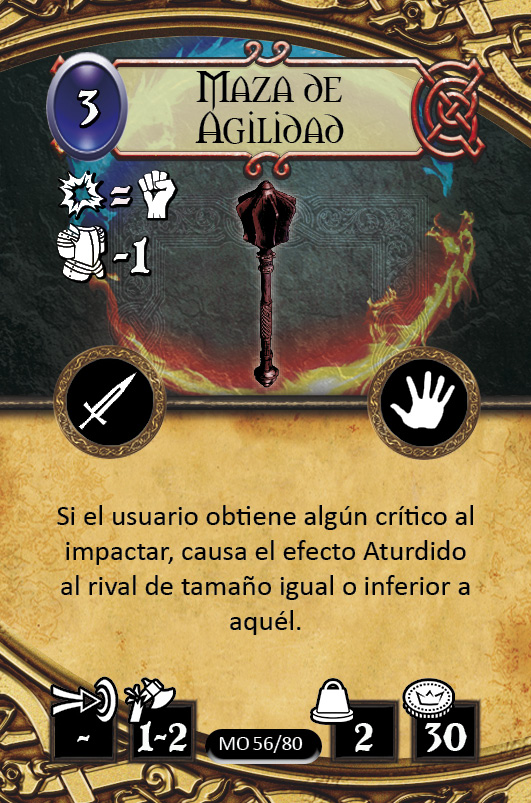 3
Maza de
Agilidad
=
-1
Si el usuario obtiene algún crítico al
impactar, causa el efecto Aturdido
al rival de tamaño igual o inferior a
aquél.
- 1-2 MO 56/80 2 30